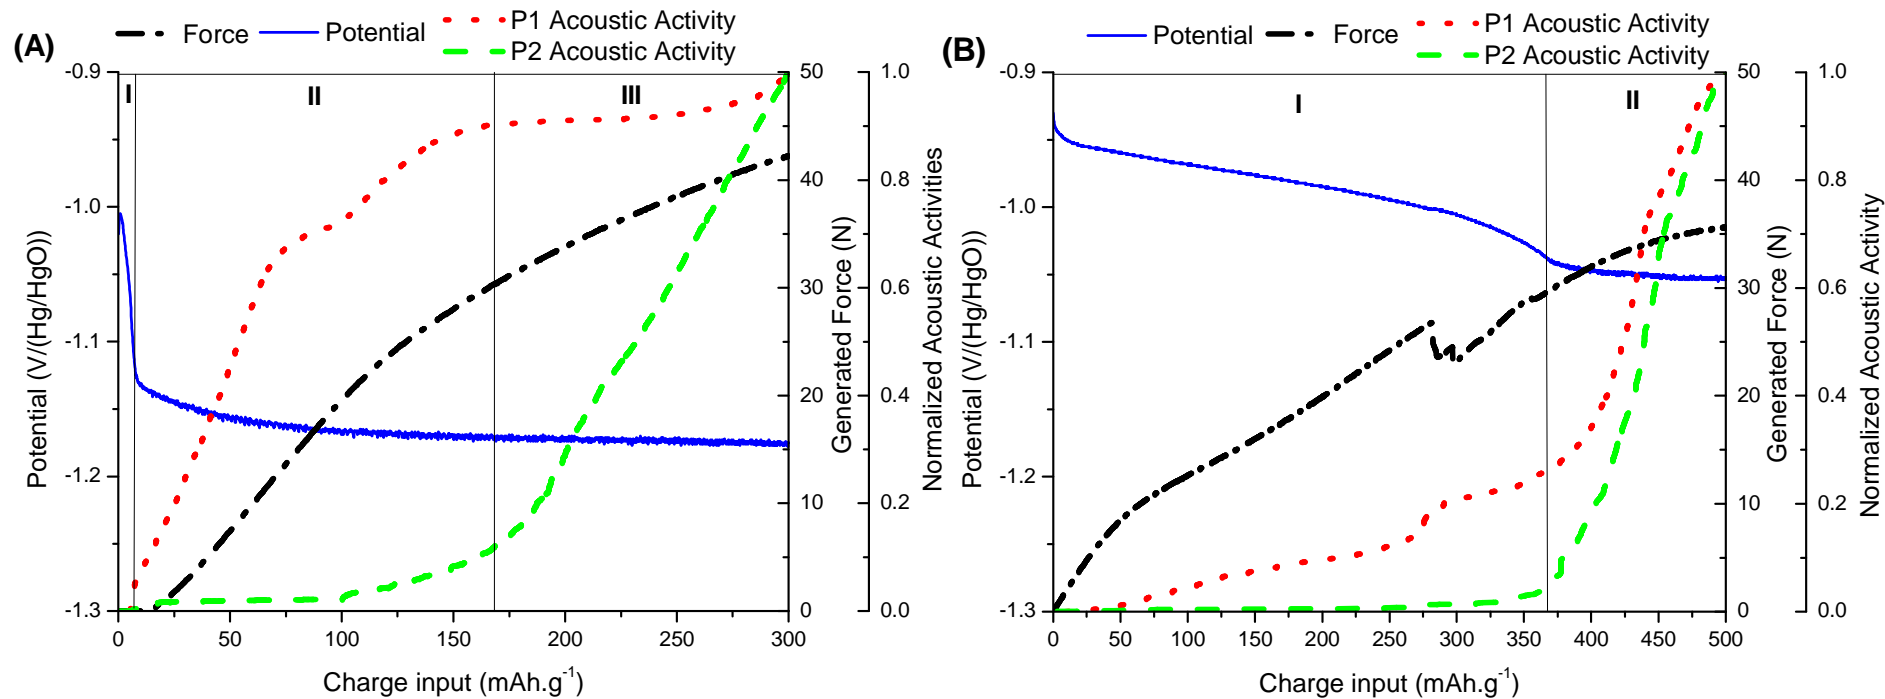 (A)
Force
Potential
P1 Acoustic Activity
P2 Acoustic Activity
I
II
III
-0.9
-1.0
-1.1
-1.2
-1.3
Potential (V/(Hg/HgO))
0
50
100
150
200
250
300
Charge input (mAh.g-1)
50
40
30
20
10
0
Generated Force (N)
1.0
0.8
0.6
0.4
0.2
0.0
Normalized Acoustic Activities
(B)
Potential
Force
P1 Acoustic Activity
P2 Acoustic Activity
I
II
-0.9
-1.0
-1.1
-1.2
-1.3
Potential (V/(Hg/HgO))
0
50
100
150
200
250
300
350
400
450
500
Charge input (mAh.g-1)
50
40
30
20
10
0
Generated Force (N)
1.0
0.8
0.6
0.4
0.2
0.0
Normalized Acoustic Activity